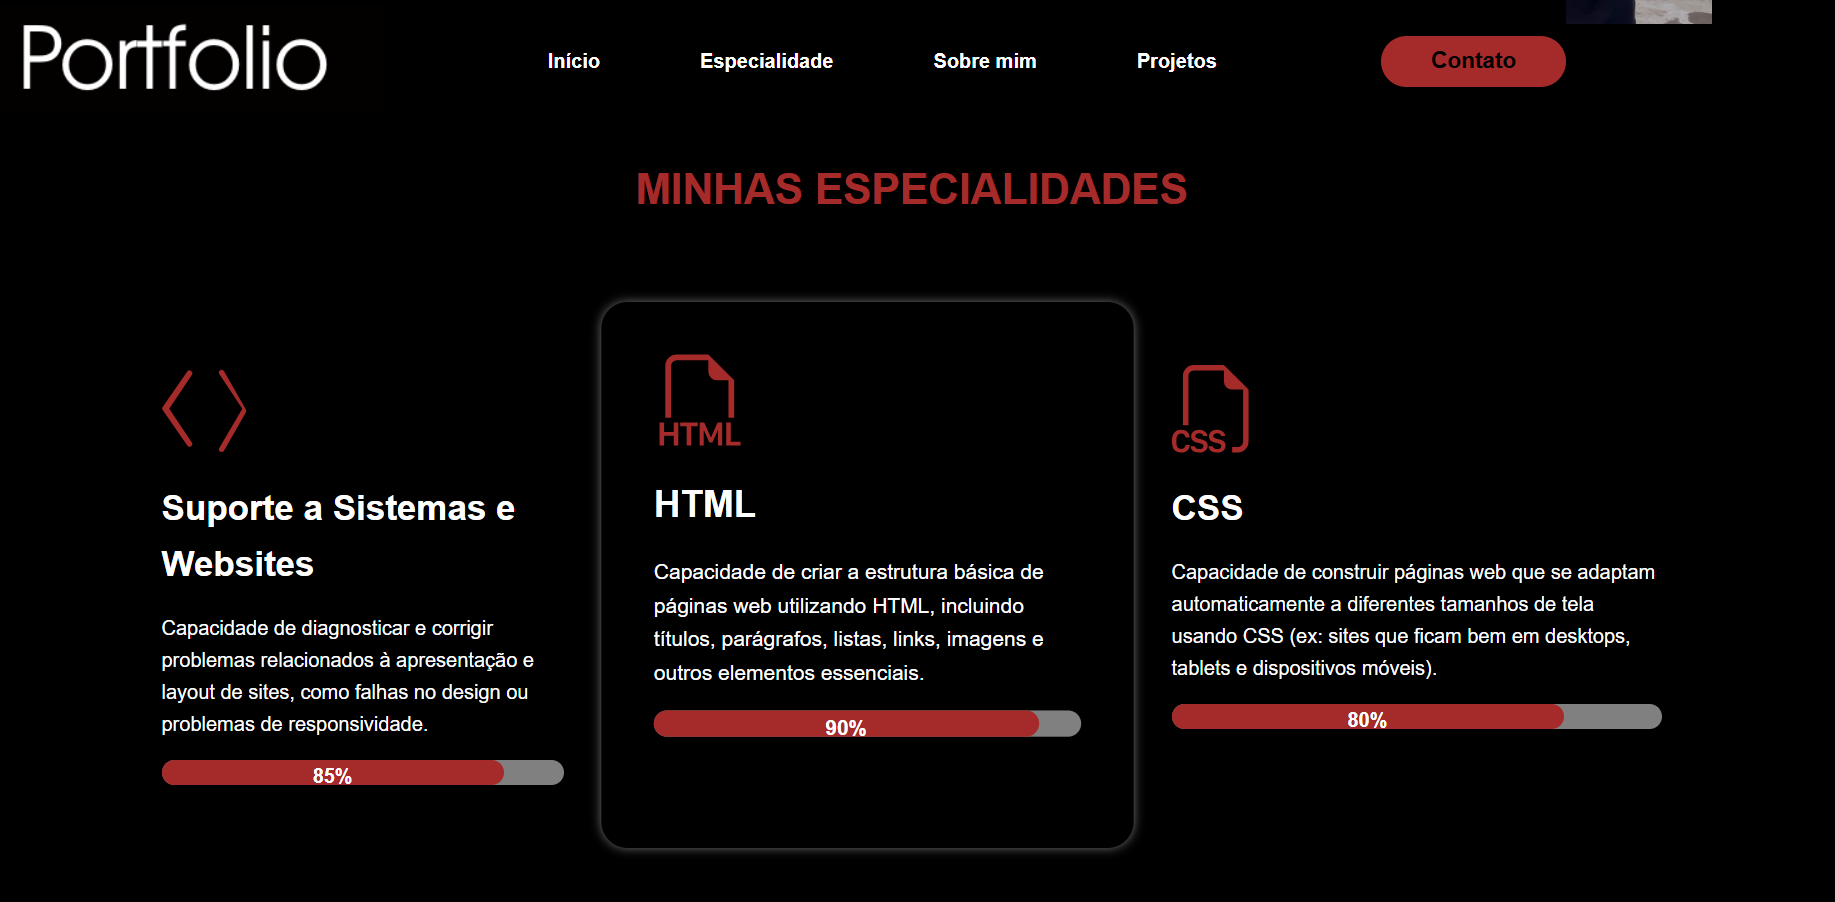 Portfolio
Início
Especialidade
Sobre mim
Projetos
Contato
MINHAS ESPECIALIDADES
Suporte a Sistemas e
Websites
Capacidade de diagnosticar e corrigir
problemas relacionados à apresentação e
layout de sites, como falhas no design ou
problemas de responsividade.
85%
HTML
HTML
Capacidade de criar a estrutura básica de
páginas web utilizando HTML, incluindo
títulos, parágrafos, listas, links, imagens e
outros elementos essenciais.
90%
CSS
CSS
Capacidade de construir páginas web que se adaptam
automaticamente a diferentes tamanhos de tela
usando CSS (ex: sites que ficam bem em desktops,
tablets e dispositivos móveis).
80%